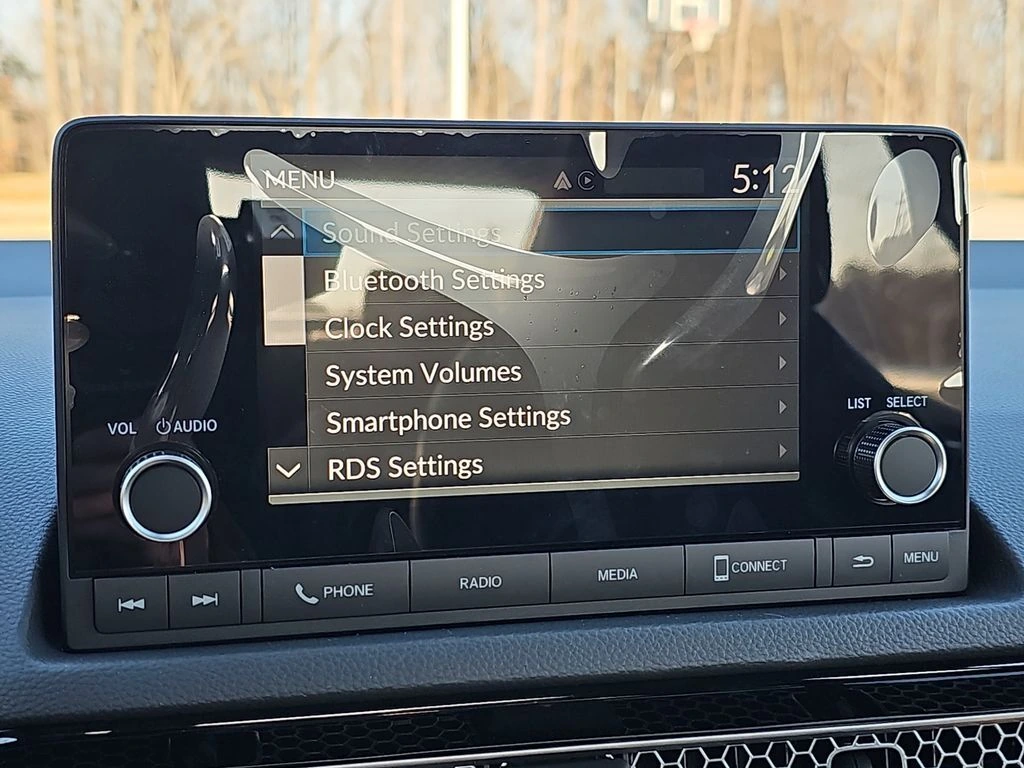 MENU 5:12
Sound Settings
Bluetooth Settings
Clock Settings
System Volumes
Smartphone Settings
RDS Settings
VOL AUDIO
LIST SELECT
PHONE RADIO MEDIA CONNECT MENU